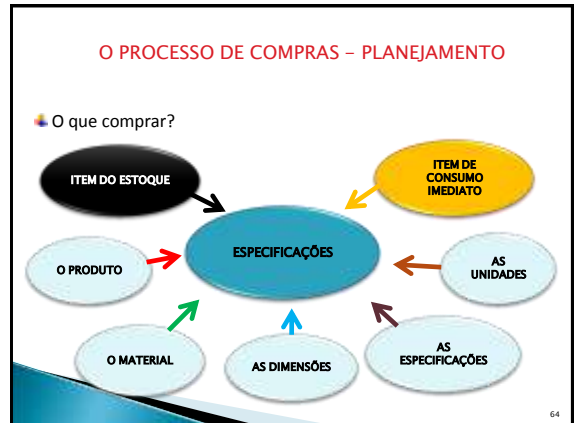 O PROCESSO DE COMPRAS – PLANEJAMENTO
O que comprar?
ITEM DO ESTOQUE
ITEM DE
CONSUMO
IMEDIATO
ESPECIFICAÇÕES
O PRODUTO
AS
UNIDADES
O MATERIAL
AS DIMENSÕES
AS
ESPECIFICAÇÕES
64